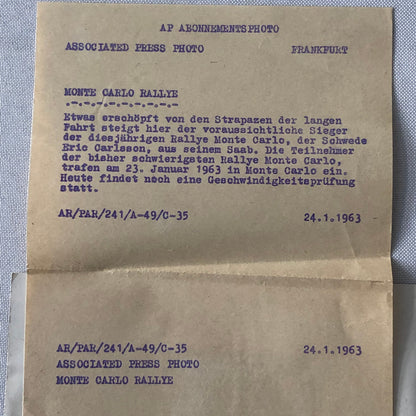 AP ABONNEMENTSPHOTO
ASSOCIATED PRESS PHOTO FRANKFURT
MONTE CARLO RALLYE
-.-.-.-.-.-.-.-.-.-
Etwas erschöpft von den Strapazen der langen
Fahrt steigt hier der voraussichtliche Sieger
der diesjährigen Rallye Monte Carlo, der Schwede
Eric Carlsson, aus seinem Saab. Die Teilnehmer
der bisher schwierigsten Rallye Monte Carlo,
trafen am 23. Januar 1963 in Monte Carlo ein.
Heute findet noch eine Geschwindigkeitsprüfung
statt.
AR/PAR/241/A-49/C-35 24.1.1963
AR/PAR/241/A-49/C-35 24.1.1963
ASSOCIATED PRESS PHOTO
MONTE CARLO RALLYE